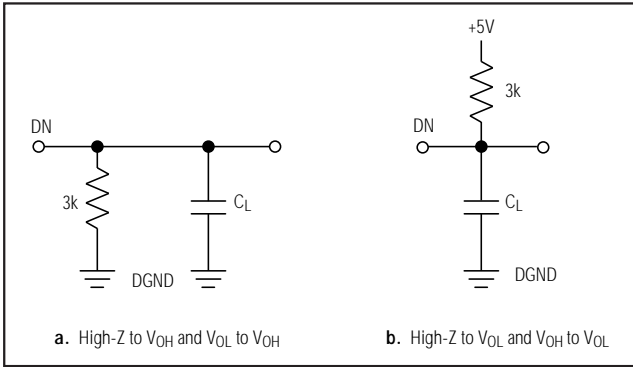 +5V
3k
DN
DN
3k
C_L
C_L
DGND
DGND
a. High-Z to V_OH and V_OL to V_OH
b. High-Z to V_OL and V_OH to V_OL